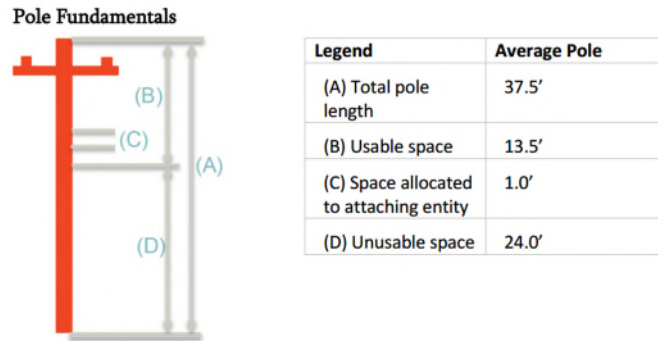 Pole Fundamentals
(B)
(C)
(A)
(D)
Legend Average Pole
(A) Total pole 37.5’
length
(B) Usable space 13.5’
(C) Space allocated 1.0’
to attaching entity
(D) Unusable space 24.0’